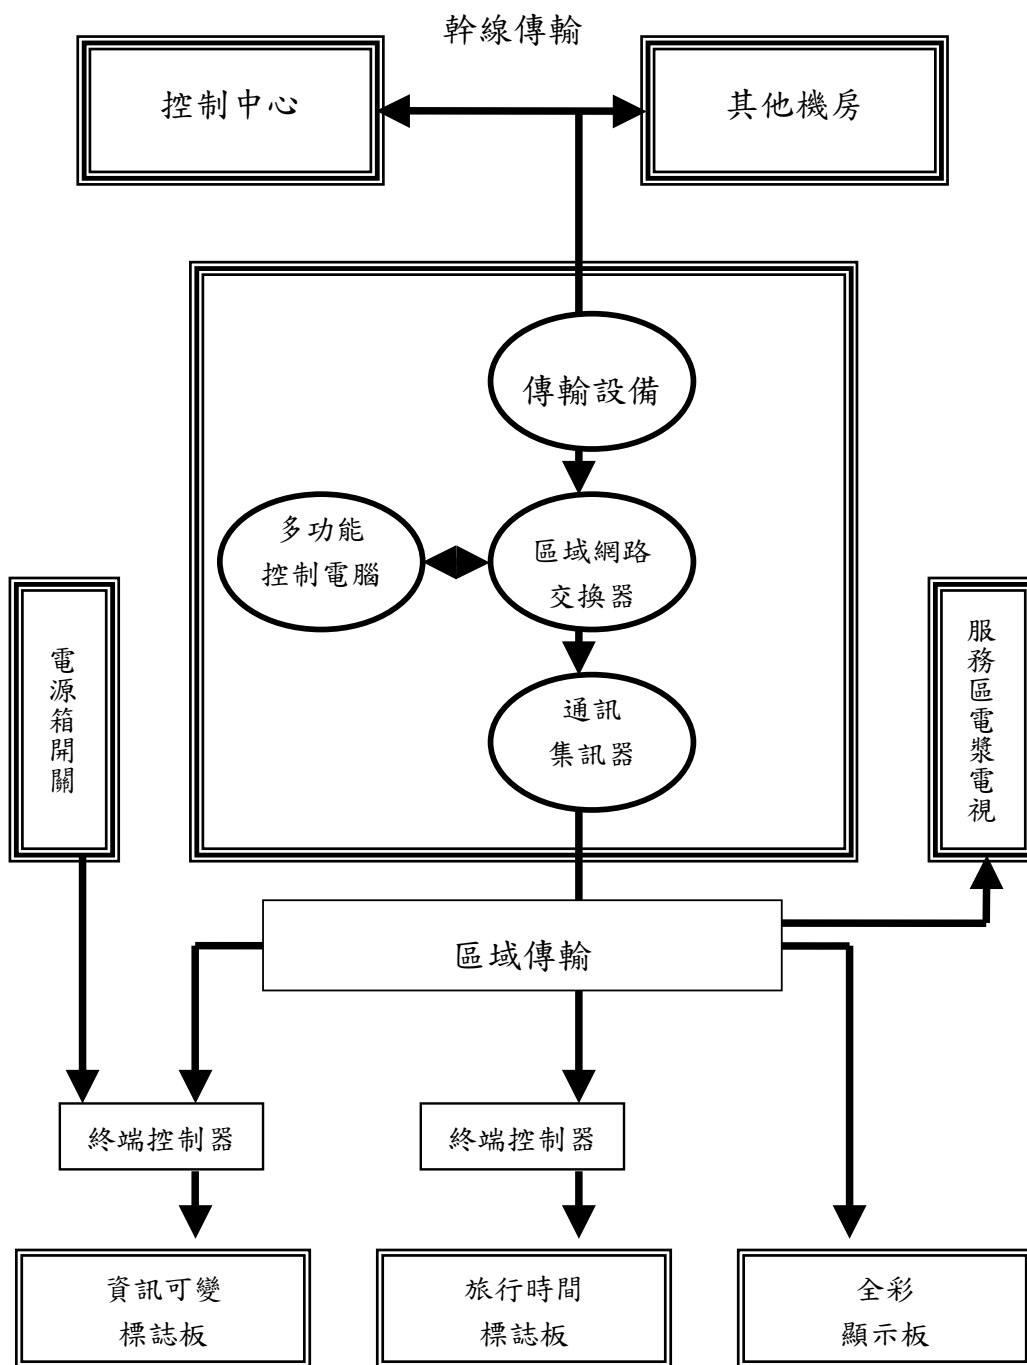 幹線傳輸
控制中心
其他機房
傳輸設備
多功能
控制電腦
區域網路
交換器
通訊
集訊器
電源箱開關
服務區電漿電視
區域傳輸
終端控制器
終端控制器
資訊可變
標誌板
旅行時間
標誌板
全彩
顯示板